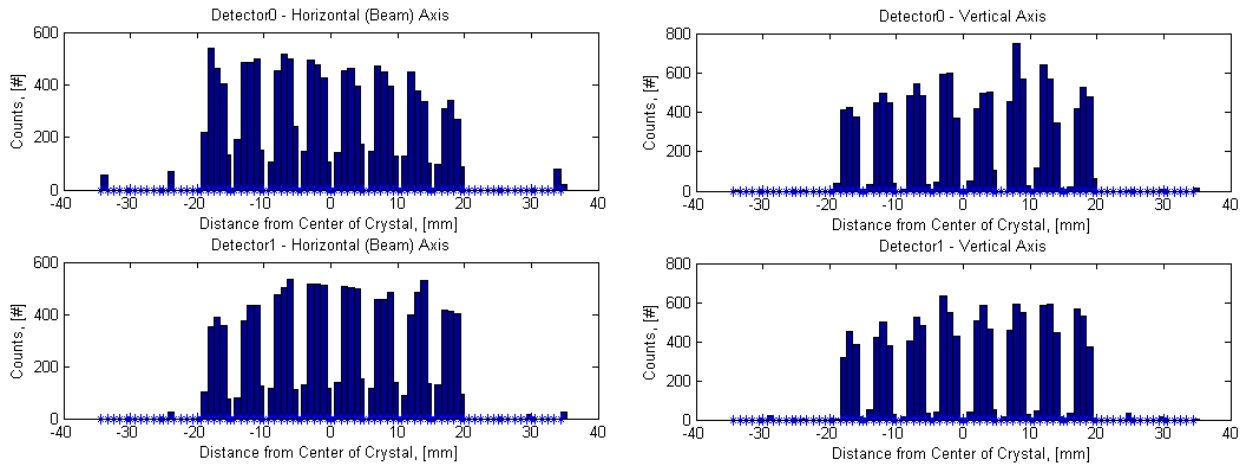 Detector0 - Horizontal (Beam) Axis
600
400
200
0
Counts, [#]
-40 -30 -20 -10 0 10 20 30 40
Distance from Center of Crystal, [mm]
Detector0 - Vertical Axis
800
600
400
200
0
Counts, [#]
-40 -30 -20 -10 0 10 20 30 40
Distance from Center of Crystal, [mm]
Detector1 - Horizontal (Beam) Axis
600
400
200
0
Counts, [#]
-40 -30 -20 -10 0 10 20 30 40
Distance from Center of Crystal, [mm]
Detector1 - Vertical Axis
800
600
400
200
0
Counts, [#]
-40 -30 -20 -10 0 10 20 30 40
Distance from Center of Crystal, [mm]